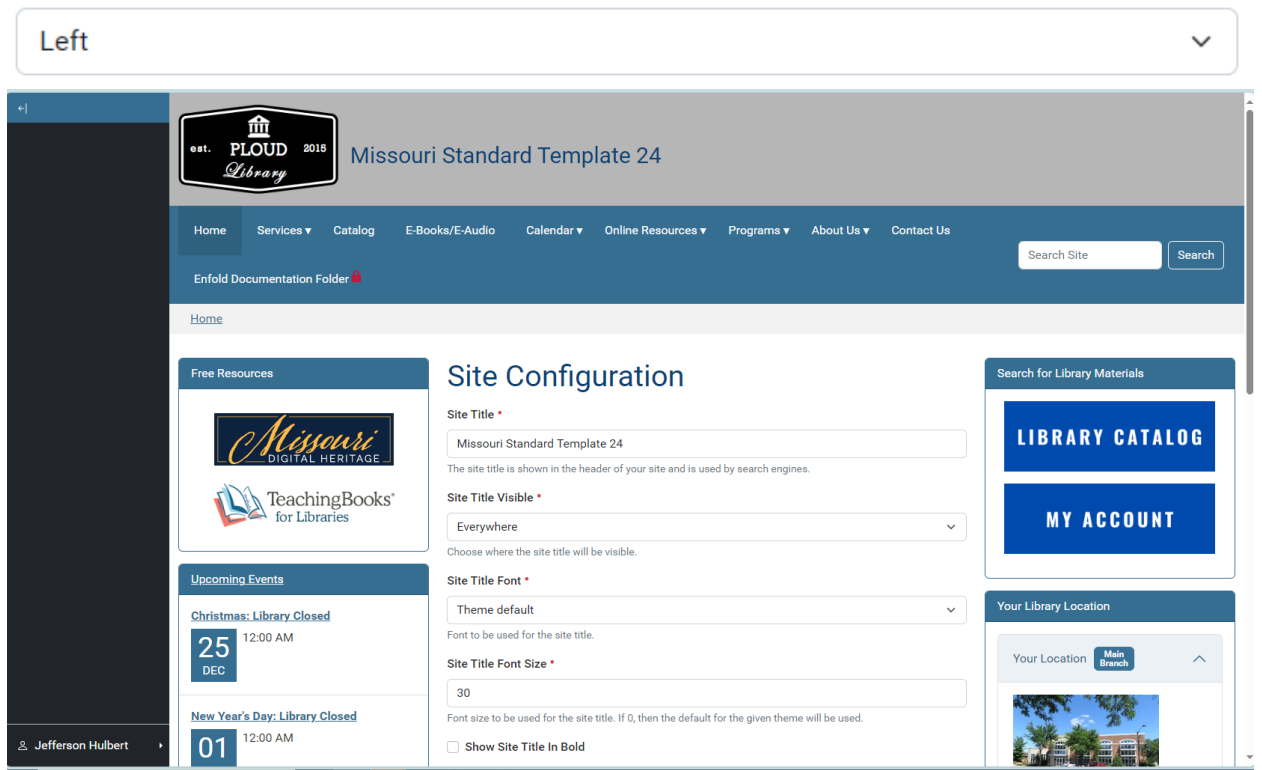 Left
est. PLOUD 2015
Library
Missouri Standard Template 24
Home Services ▾ Catalog E-Books/E-Audio Calendar ▾ Online Resources ▾ Programs ▾ About Us ▾ Contact Us
Enfold Documentation Folder
Search Site Search
Home
Free Resources
Missouri
DIGITAL HERITAGE
TeachingBooks
for Libraries
Upcoming Events
Christmas: Library Closed
25
DEC
12:00 AM
New Year's Day: Library Closed
01
12:00 AM
Site Configuration
Site Title •
Missouri Standard Template 24
The site title is shown in the header of your site and is used by search engines.
Site Title Visible •
Everywhere
Choose where the site title will be visible.
Site Title Font •
Theme default
Font to be used for the site title.
Site Title Font Size •
30
Font size to be used for the site title. If 0, then the default for the given theme will be used.
Show Site Title In Bold
Search for Library Materials
LIBRARY CATALOG
MY ACCOUNT
Your Library Location
Your Location Main Branch
Jefferson Hulbert